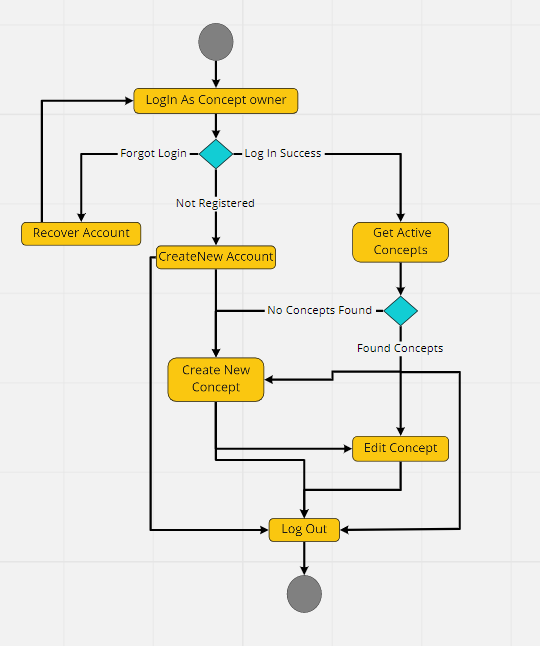 LogIn As Concept owner
Forgot Login
Log In Success
Not Registered
Recover Account
Get Active
Concepts
CreateNew Account
No Concepts Found
Found Concepts
Create New
Concept
Edit Concept
Log Out